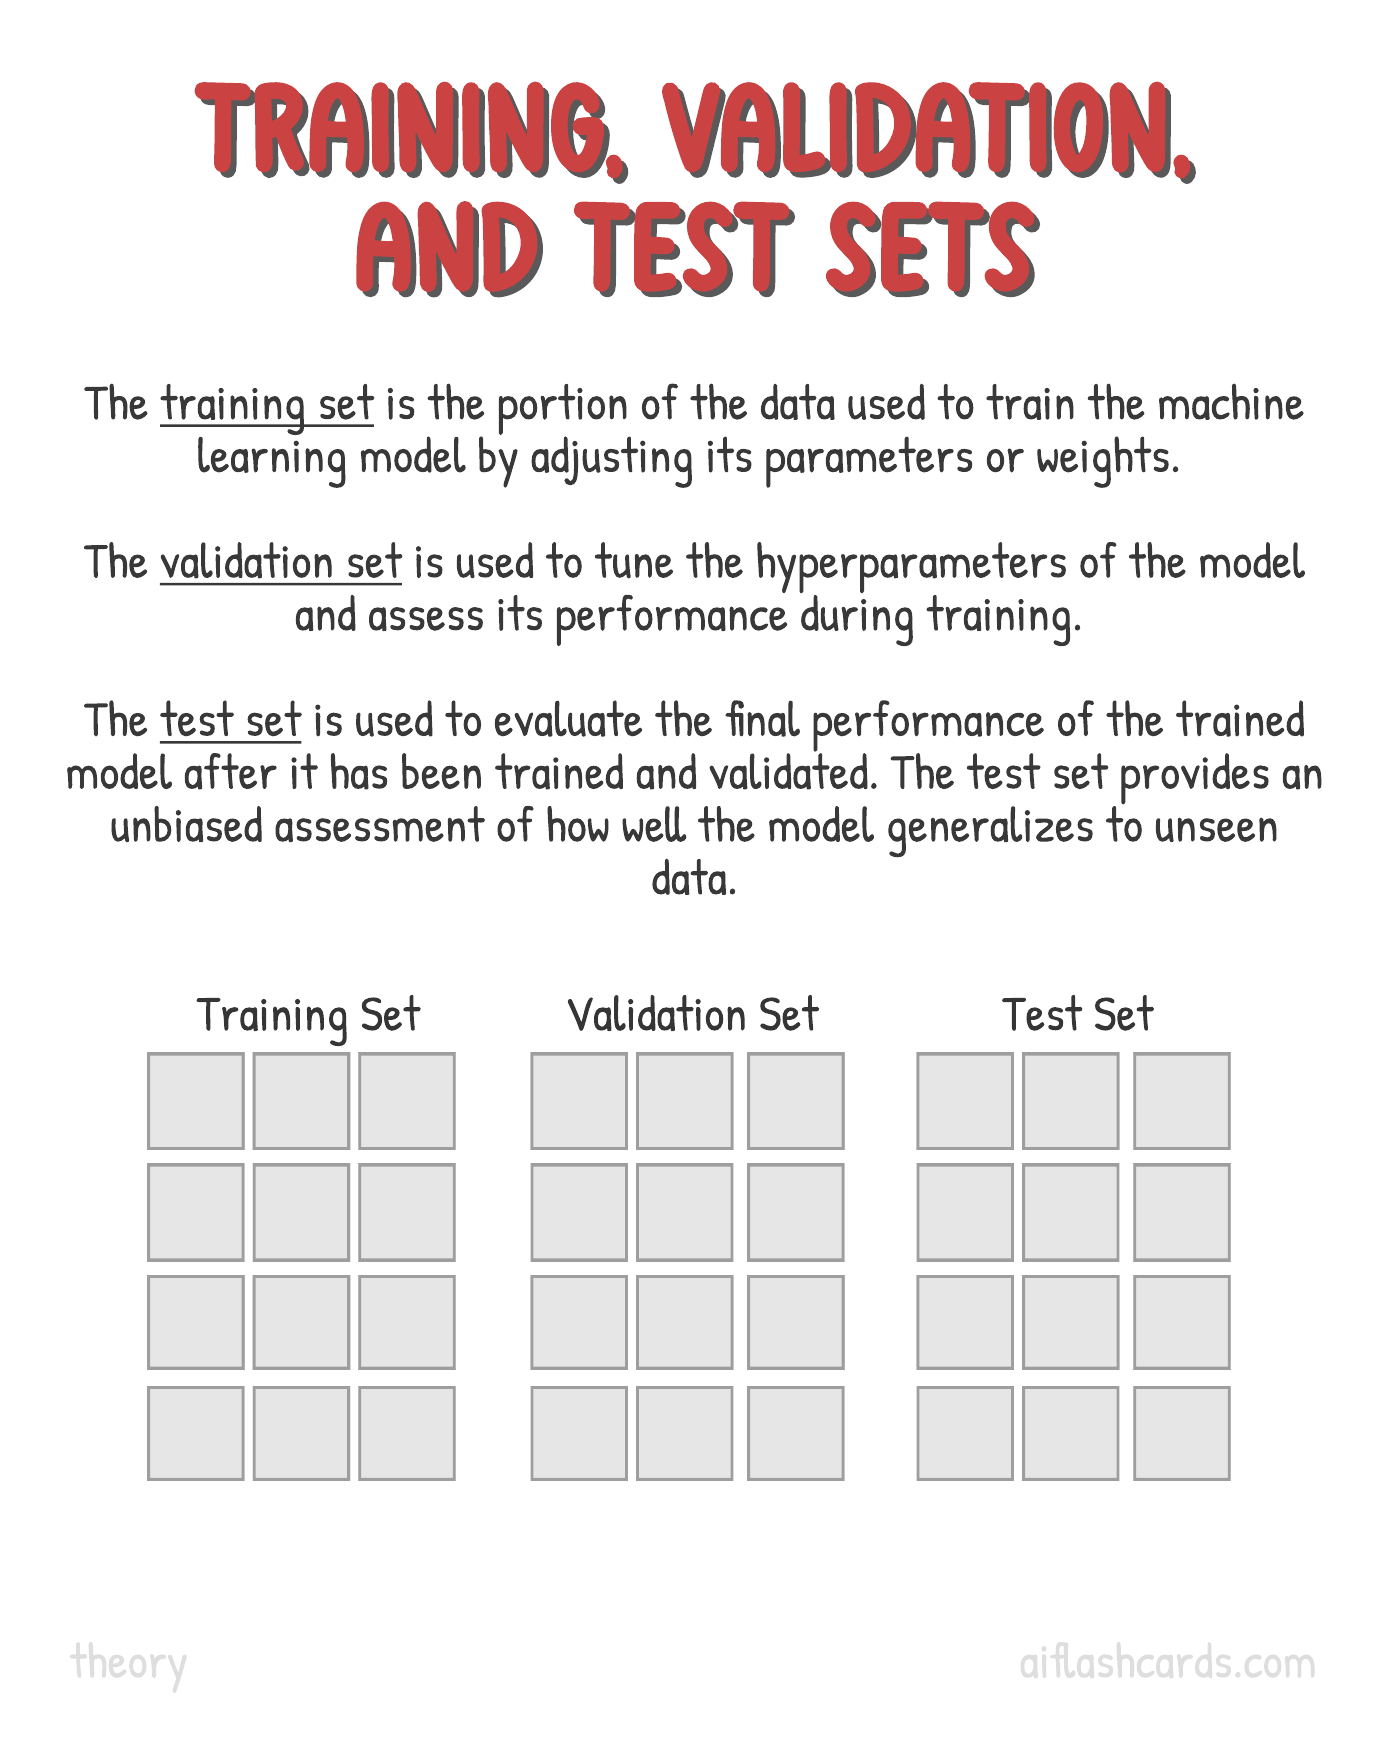 TRAINING, VALIDATION,
AND TEST SETS
The training set is the portion of the data used to train the machine
learning model by adjusting its parameters or weights.
The validation set is used to tune the hyperparameters of the model
and assess its performance during training.
The test set is used to evaluate the final performance of the trained
model after it has been trained and validated. The test set provides an
unbiased assessment of how well the model generalizes to unseen
data.
Training Set
Validation Set
Test Set
theory
aiflashcards.com